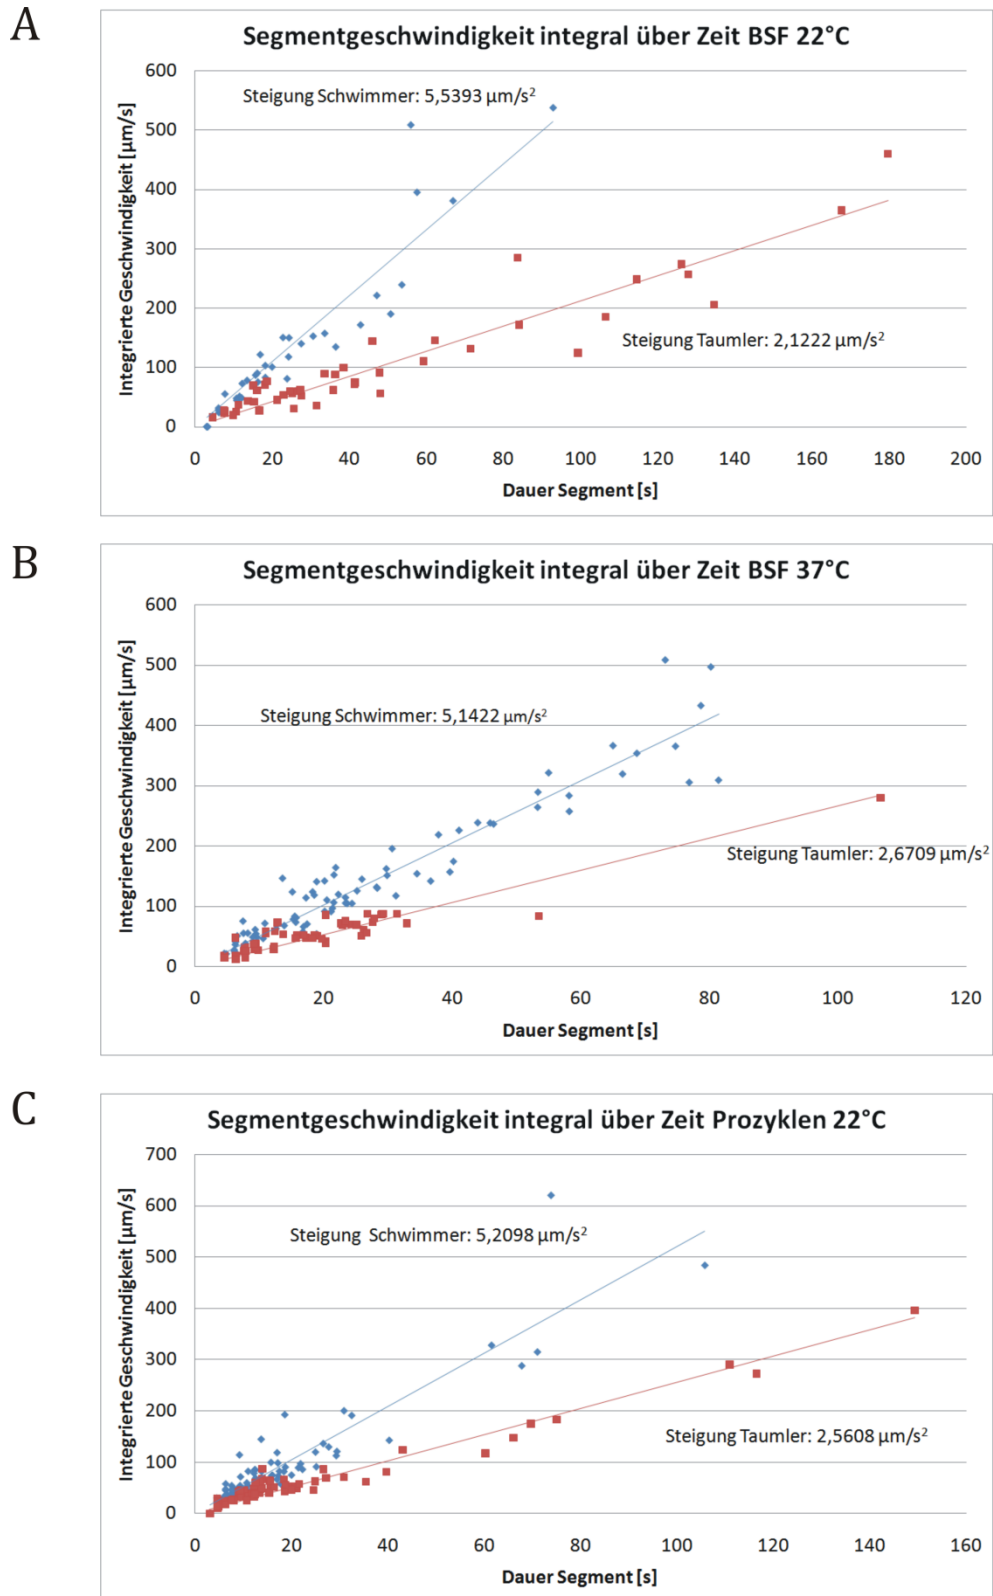 A
Segmentgeschwindigkeit integral über Zeit BSF 22°C
Integrierte Geschwindigkeit [µm/s]
600
500
400
300
200
100
0
Steigung Schwimmer: 5,5393 µm/s²
Steigung Taumler: 2,1222 µm/s²
0 20 40 60 80 100 120 140 160 180 200
Dauer Segment [s]
B
Segmentgeschwindigkeit integral über Zeit BSF 37°C
Integrierte Geschwindigkeit [µm/s]
600
500
400
300
200
100
0
Steigung Schwimmer: 5,1422 µm/s²
Steigung Taumler: 2,6709 µm/s²
0 20 40 60 80 100 120
Dauer Segment [s]
C
Segmentgeschwindigkeit integral über Zeit Prozyklen 22°C
Integrierte Geschwindigkeit [µm/s]
700
600
500
400
300
200
100
0
Steigung Schwimmer: 5,2098 µm/s²
Steigung Taumler: 2,5608 µm/s²
0 20 40 60 80 100 120 140 160
Dauer Segment [s]